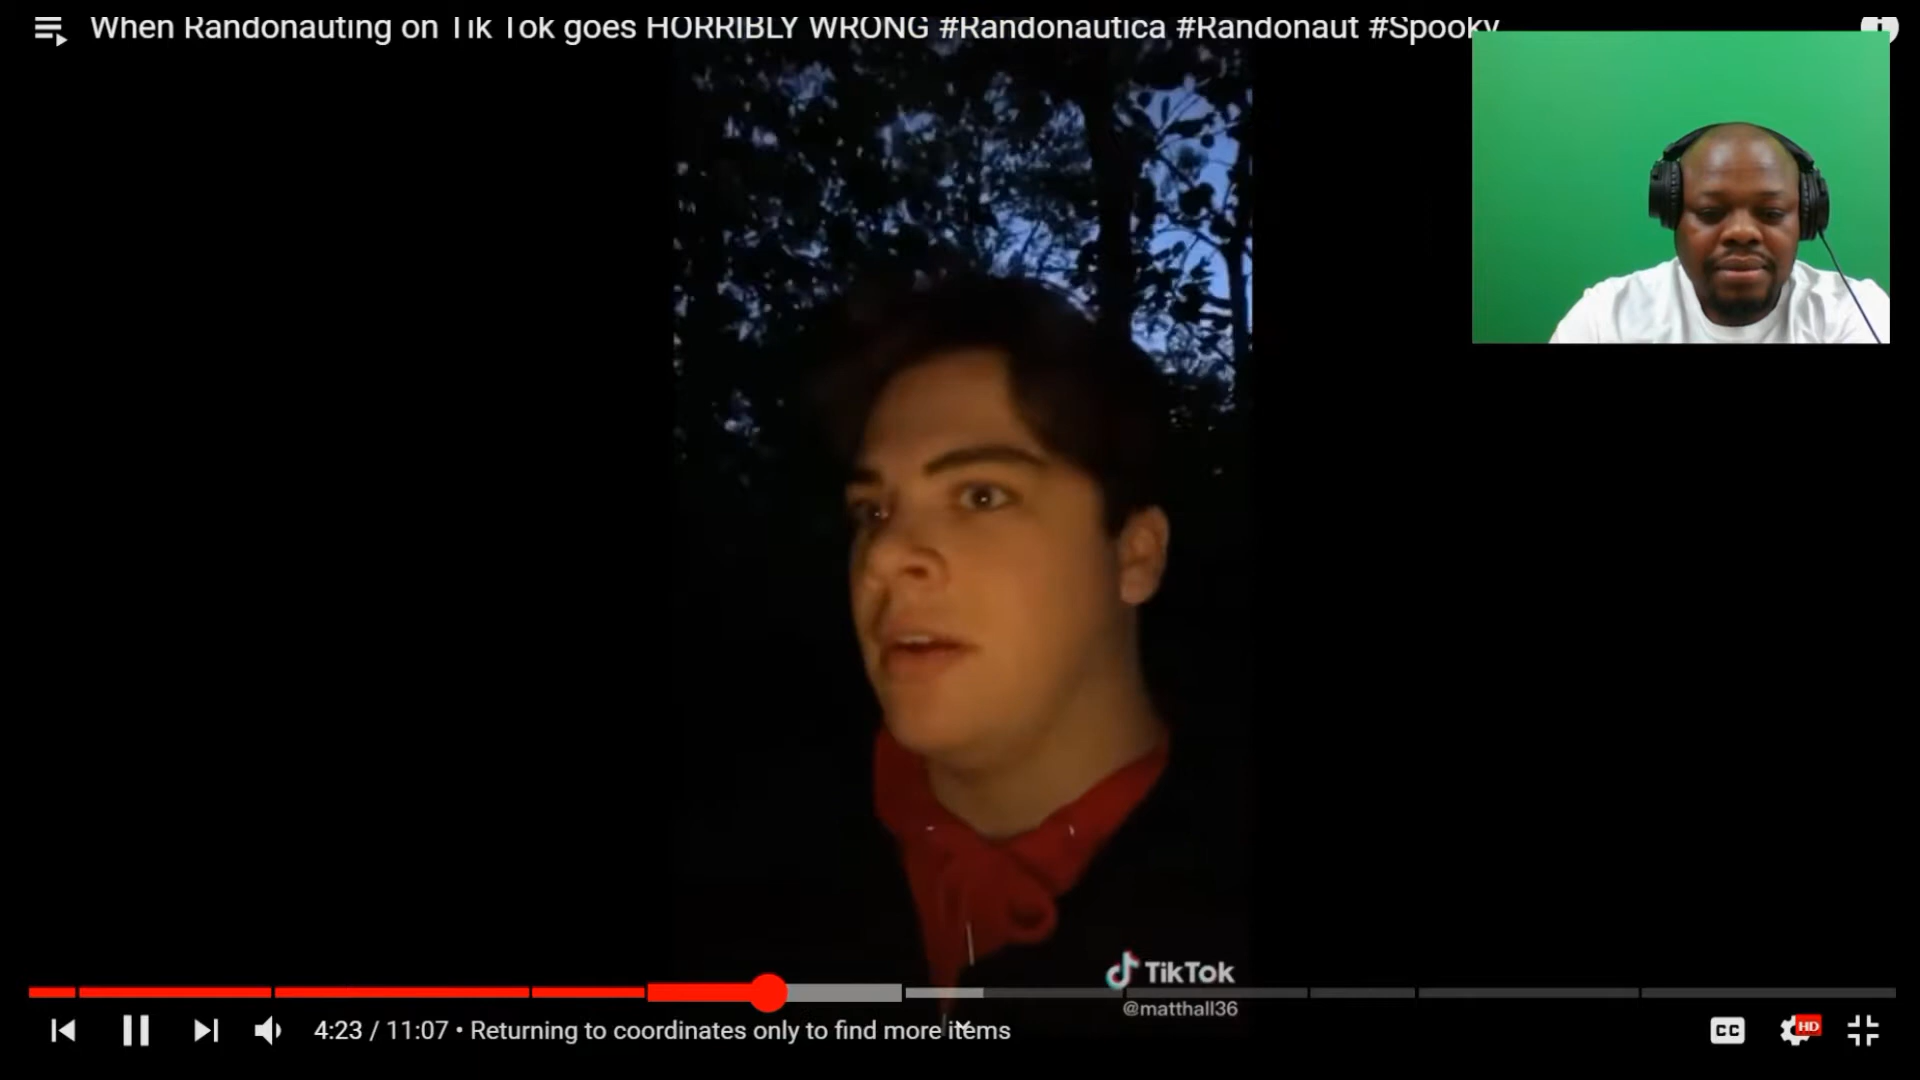 When Randonauting on Tik Tok goes HORRIBLY WRONG #Randonautica #Randonaut #Spooky
TikTok
@matthall36
4:23 / 11:07 • Returning to coordinates only to find more items
CC
HD